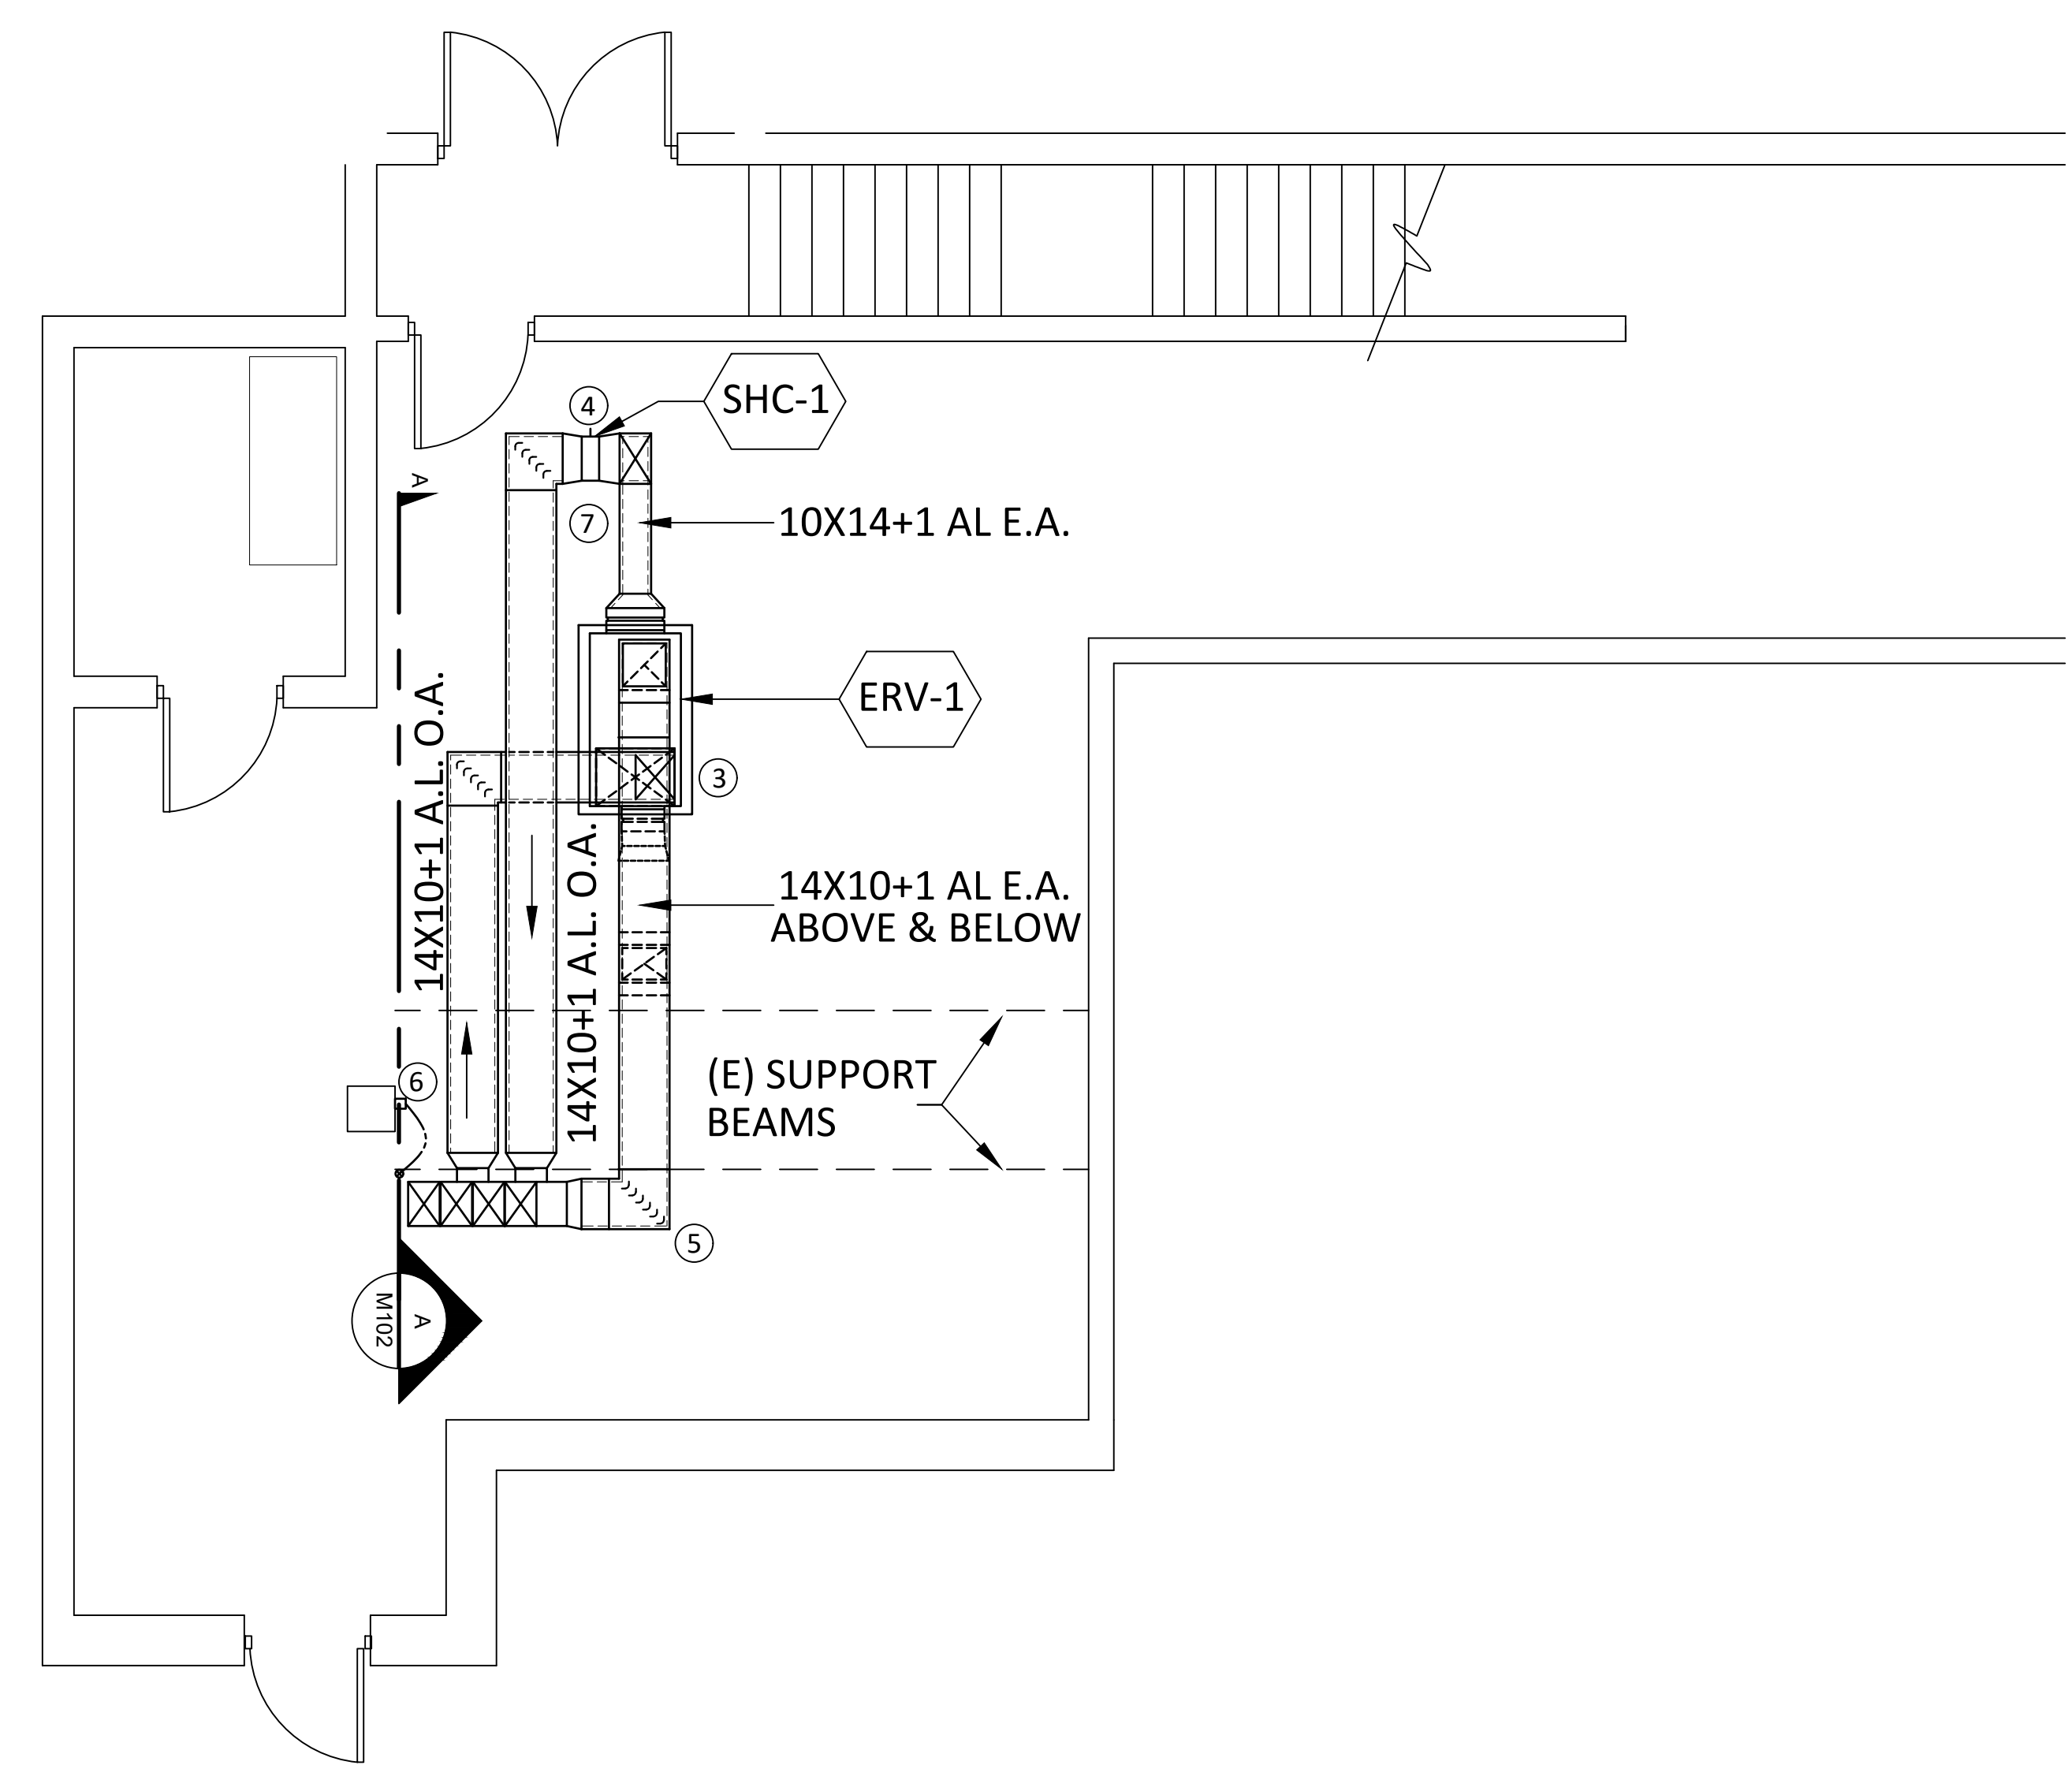 4
SHC-1
A
7
10X14+1 AL E.A.
ERV-1
14X10+1 A.L. O.A.
3
14X10+1 A.L. O.A.
14X10+1 AL E.A.
ABOVE & BELOW
6
(E) SUPPORT
BEAMS
5
A
M102